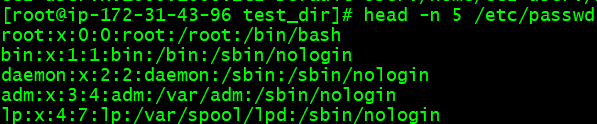 [root@ip-172-31-43-96 test_dir]# head -n 5 /etc/passwd
root:x:0:0:root:/root:/bin/bash
bin:x:1:1:bin:/bin:/sbin/nologin
daemon:x:2:2:daemon:/sbin:/sbin/nologin
adm:x:3:4:adm:/var/adm:/sbin/nologin
lp:x:4:7:lp:/var/spool/lpd:/sbin/nologin